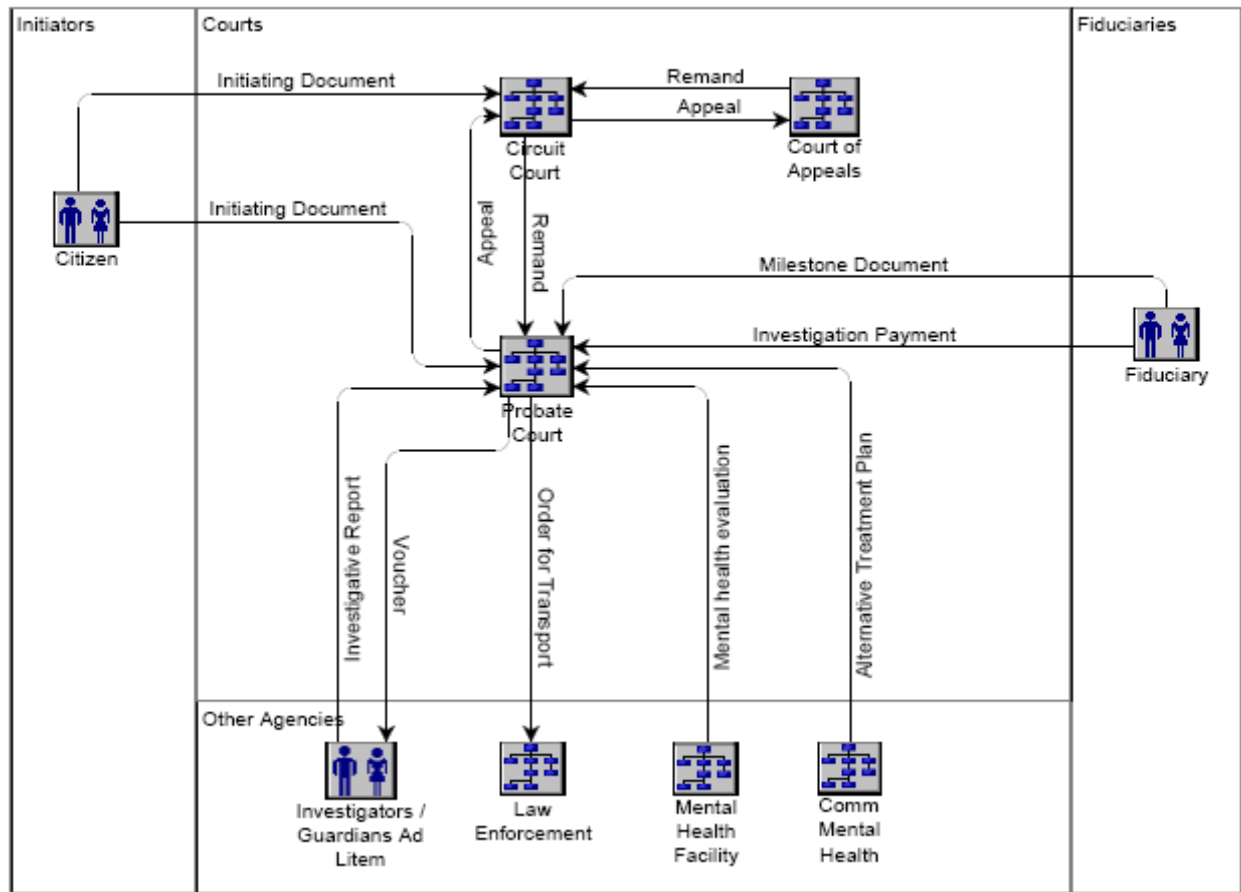 Initiators
Courts
Fiduciaries
Initiating Document
Remand
Appeal
Circuit
Court
Court of
Appeals
Initiating Document
Citizen
Appeal
Remand
Milestone Document
Investigation Payment
Fiduciary
Probate
Court
Investigative Report
Voucher
Order for Transport
Mental health evaluation
Alternative Treatment Plan
Other Agencies
Investigators /
Guardians Ad
Litem
Law
Enforcement
Mental
Health
Facility
Comm
Mental
Health